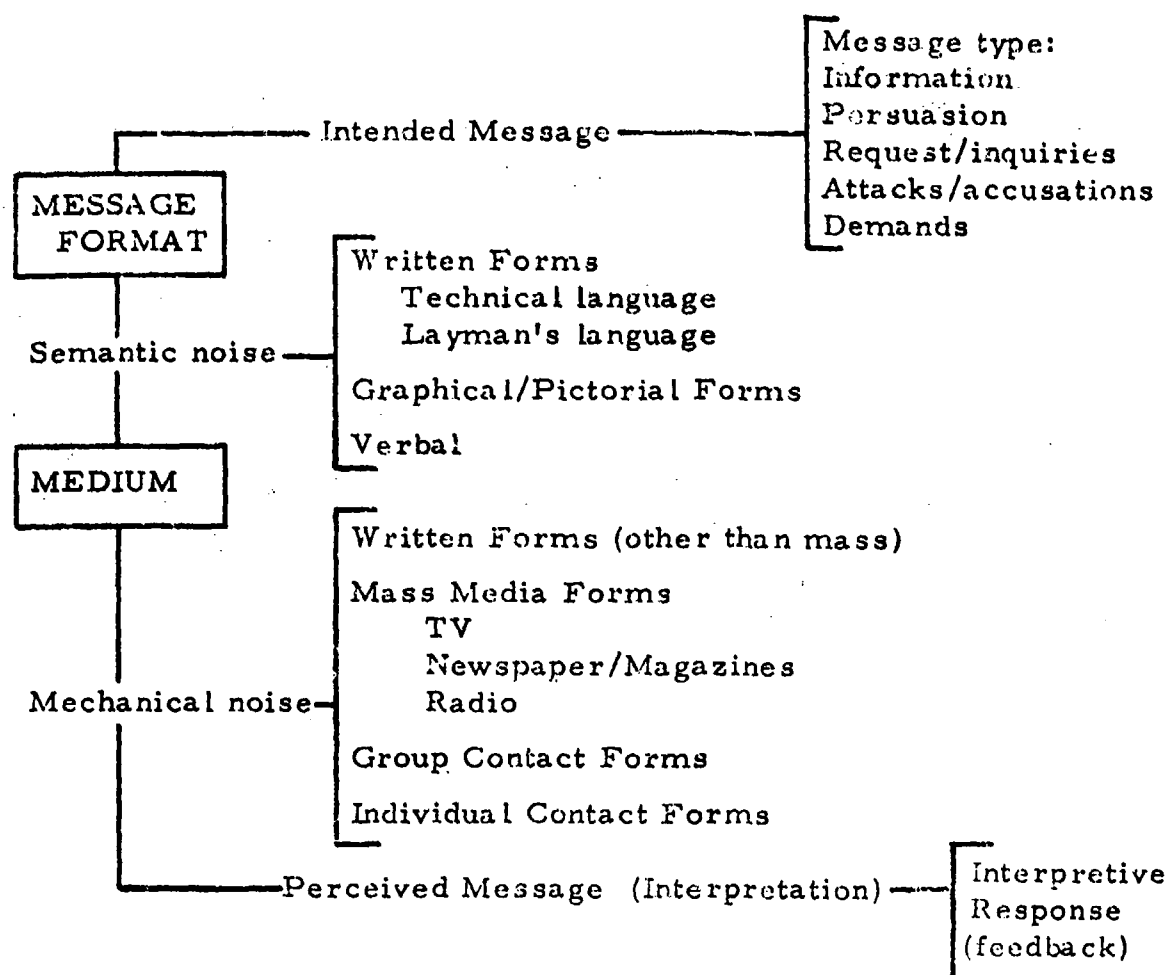 Message type:
Information
Persuasion
Request/inquiries
Attacks/accusations
Demands
Intended Message
MESSAGE
FORMAT
Written Forms
Technical language
Layman's language
Semantic noise
Graphical/Pictorial Forms
Verbal
MEDIUM
Written Forms (other than mass)
Mass Media Forms
TV
Newspaper/Magazines
Radio
Mechanical noise
Group Contact Forms
Individual Contact Forms
Perceived Message (Interpretation)
Interpretive
Response
(feedback)